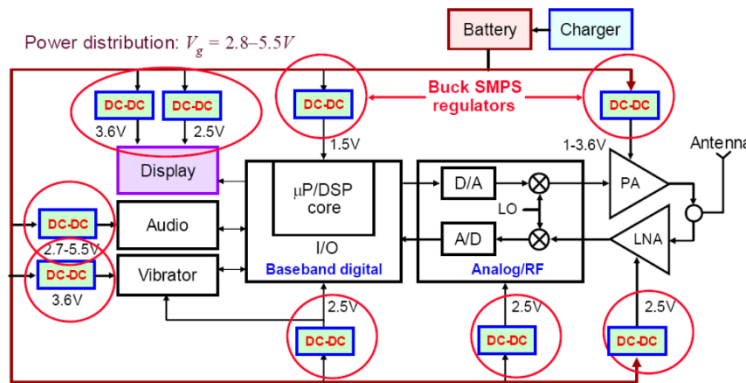 Power distribution: Vg = 2.8–5.5V
Battery
Charger
Buck SMPS
regulators
DC-DC
DC-DC
DC-DC
DC-DC
3.6V
2.5V
1.5V
1-3.6V
Antenna
Display
µP/DSP
core
D/A
PA
LO
DC-DC
2.7-5.5V
Audio
I/O
A/D
LNA
Baseband digital
Analog/RF
DC-DC
3.6V
Vibrator
2.5V
2.5V
2.5V
DC-DC
DC-DC
DC-DC